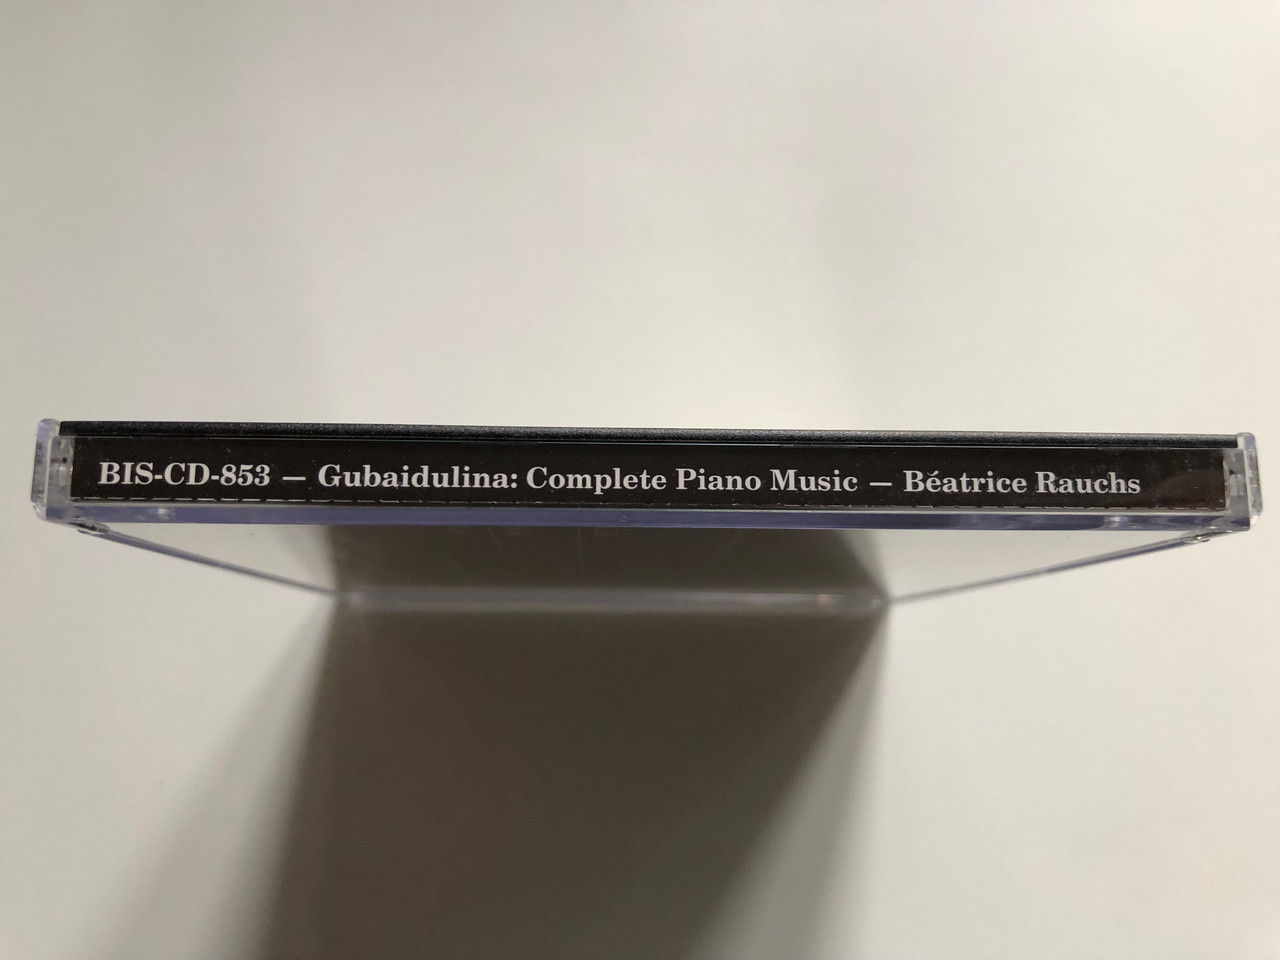 BIS-CD-853 — Gubaidulina: Complete Piano Music — Béatrice Rauchs